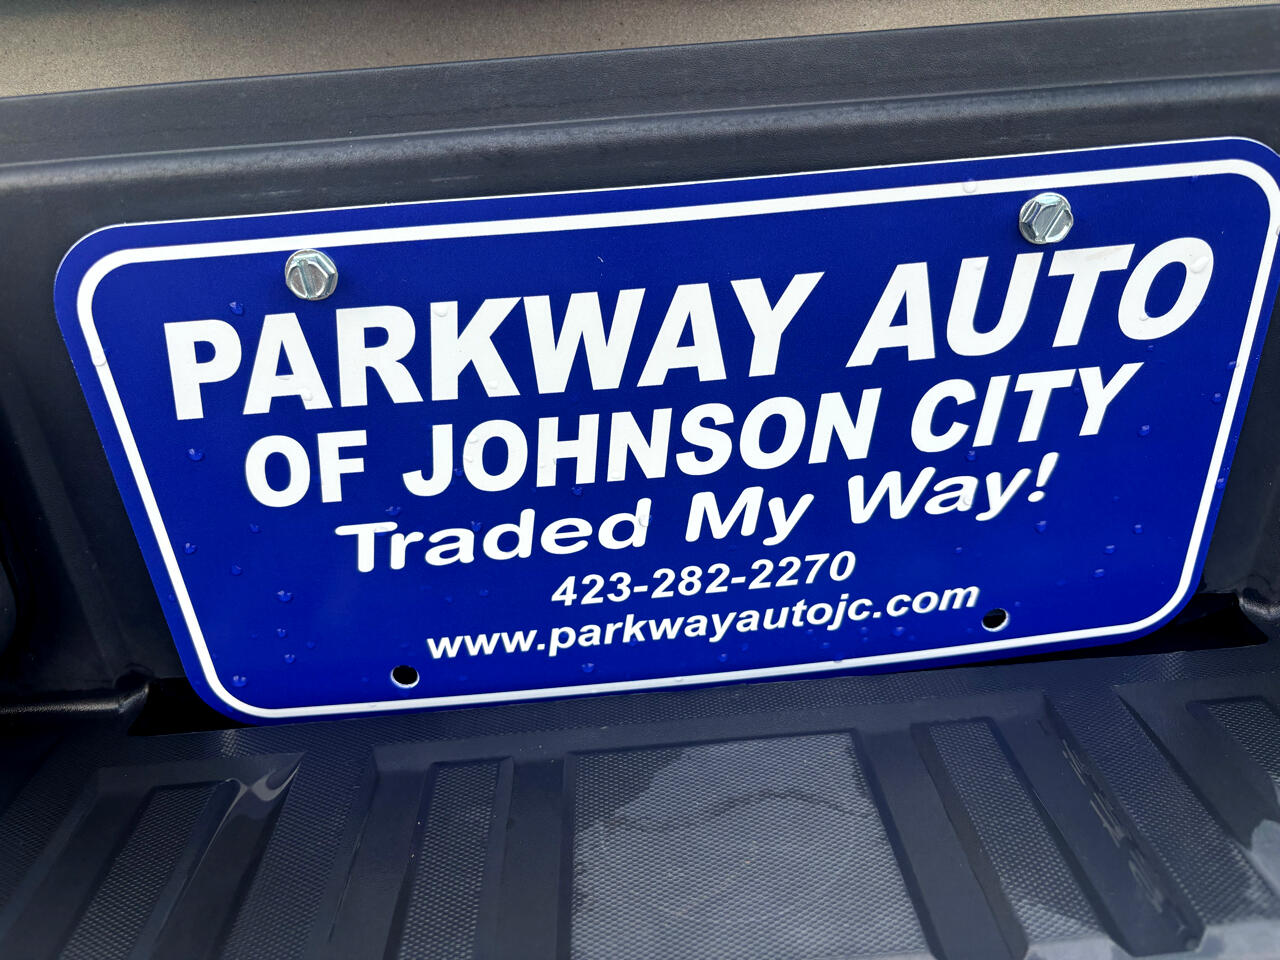 PARKWAY AUTO
OF JOHNSON CITY
Traded My Way!
423-282-2270
www.parkwayautojc.com